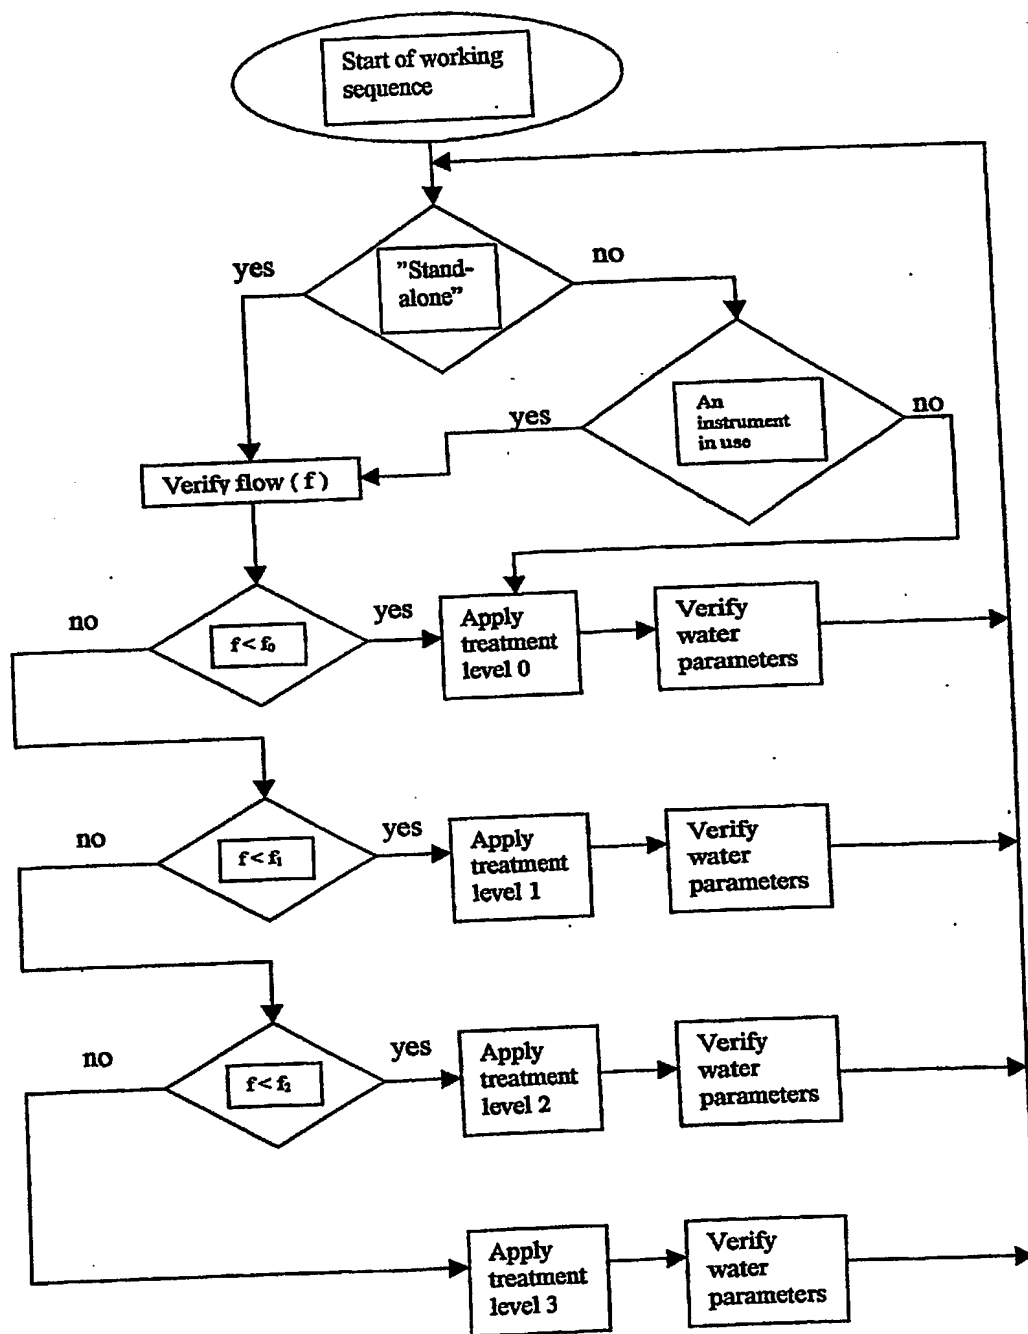 Start of working
sequence
yes
"Stand-
alone"
no
yes
An
instrument
in use
no
Verify flow ( f )
no
f < f₀
yes
Apply
treatment
level 0
Verify
water
parameters
no
f < f₁
yes
Apply
treatment
level 1
Verify
water
parameters
no
f < f₂
yes
Apply
treatment
level 2
Verify
water
parameters
Apply
treatment
level 3
Verify
water
parameters